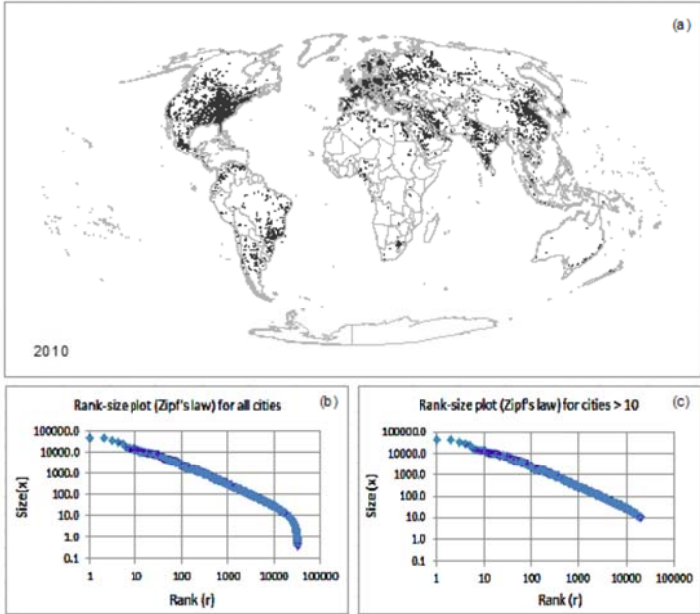 (a)
2010
Rank-size plot (Zipf's law) for all cities (b)
100000.0
10000.0
1000.0
100.0
10.0
1.0
0.1
Size(x)
1 10 100 1000 10000 100000
Rank (r)
Rank-size plot (Zipf's law) for cities > 10 (c)
100000.0
10000.0
1000.0
100.0
10.0
1.0
0.1
Size(x)
1 10 100 1000 10000 100000
Rank (r)